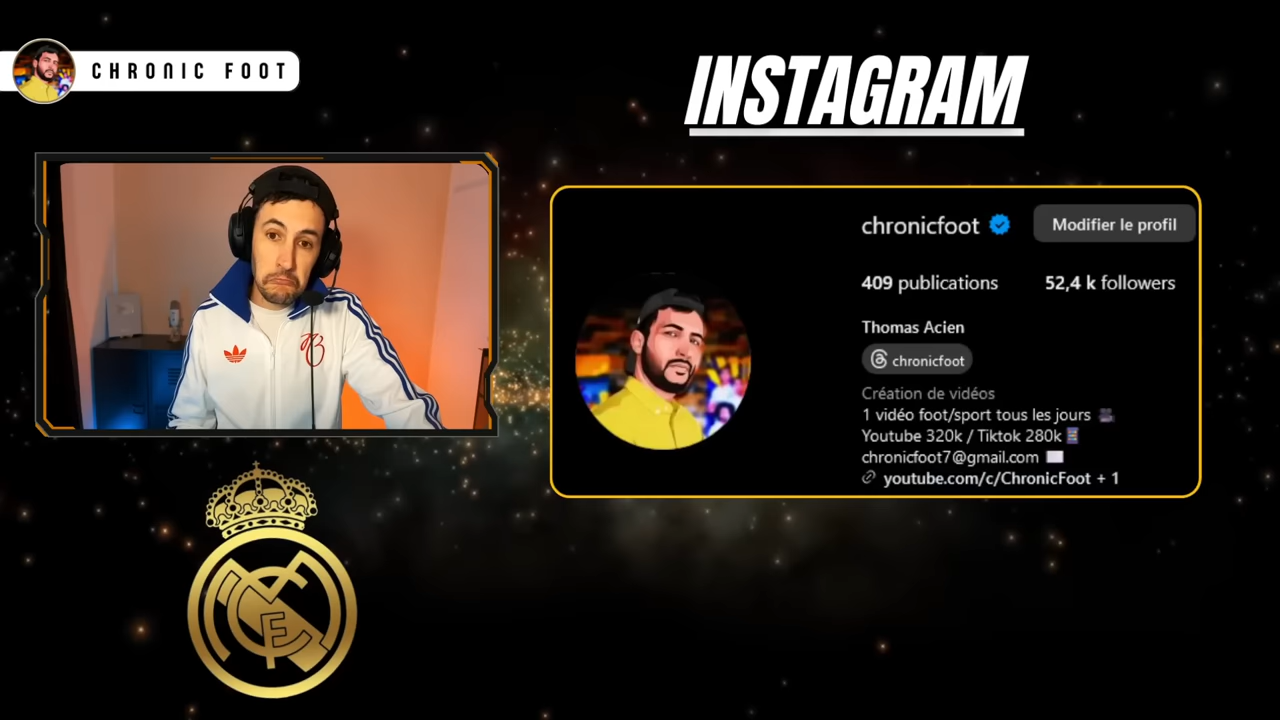 CHRONIC FOOT
INSTAGRAM
chronicfoot
Modifier le profil
409 publications
52,4 k followers
Thomas Acien
chronicfoot
Création de vidéos
1 vidéo foot/sport tous les jours
Youtube 320k / Tiktok 280k
chronicfoot7@gmail.com
youtube.com/c/ChronicFoot + 1